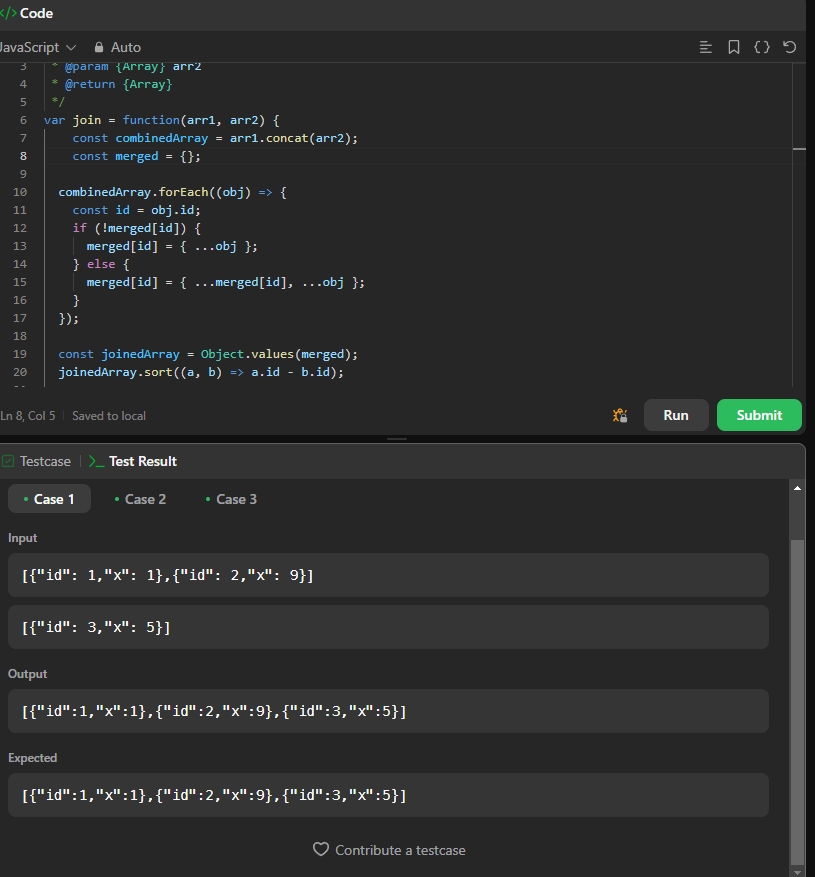 </> Code
JavaScript Auto
3 * @param {Array} arr2
4 * @return {Array}
5 */
6 var join = function(arr1, arr2) {
7 const combinedArray = arr1.concat(arr2);
8 const merged = {};
9
10 combinedArray.forEach((obj) => {
11 const id = obj.id;
12 if (!merged[id]) {
13 merged[id] = { ...obj };
14 } else {
15 merged[id] = { ...merged[id], ...obj };
16 }
17 });
18
19 const joinedArray = Object.values(merged);
20 joinedArray.sort((a, b) => a.id - b.id);
Ln 8, Col 5 Saved to local Run Submit
Testcase >_ Test Result
• Case 1 • Case 2 • Case 3
Input
[{"id": 1,"x": 1},{"id": 2,"x": 9}]
[{"id": 3,"x": 5}]
Output
[{"id":1,"x":1},{"id":2,"x":9},{"id":3,"x":5}]
Expected
[{"id":1,"x":1},{"id":2,"x":9},{"id":3,"x":5}]
Contribute a testcase